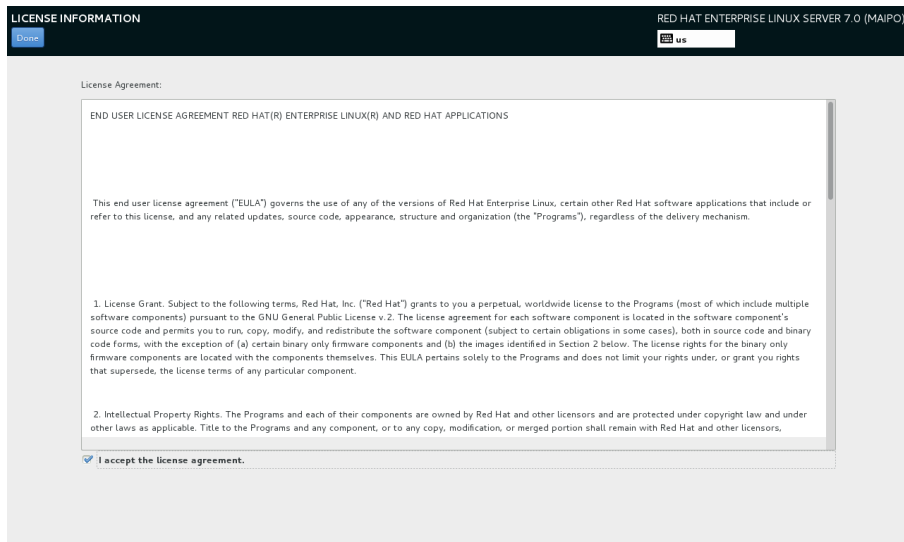 LICENSE INFORMATION
RED HAT ENTERPRISE LINUX SERVER 7.0 (MAIPO)
Done
us
License Agreement:
END USER LICENSE AGREEMENT RED HAT(R) ENTERPRISE LINUX(R) AND RED HAT APPLICATIONS
This end user license agreement ("EULA") governs the use of any of the versions of Red Hat Enterprise Linux, certain other Red Hat software applications that include or
refer to this license, and any related updates, source code, appearance, structure and organization (the "Programs"), regardless of the delivery mechanism.
1. License Grant. Subject to the following terms, Red Hat, Inc. ("Red Hat") grants to you a perpetual, worldwide license to the Programs (most of which include multiple
software components) pursuant to the GNU General Public License v.2. The license agreement for each software component is located in the software component's
source code and permits you to run, copy, modify, and redistribute the software component (subject to certain obligations in some cases), both in source code and binary
code forms, with the exception of (a) certain binary only firmware components and (b) the images identified in Section 2 below. The license rights for the binary only
firmware components are located with the components themselves. This EULA pertains solely to the Programs and does not limit your rights under, or grant you rights
that supersede, the license terms of any particular component.
2. Intellectual Property Rights. The Programs and each of their components are owned by Red Hat and other licensors and are protected under copyright law and under
other laws as applicable. Title to the Programs and any component, or to any copy, modification, or merged portion shall remain with Red Hat and other licensors,
I accept the license agreement.